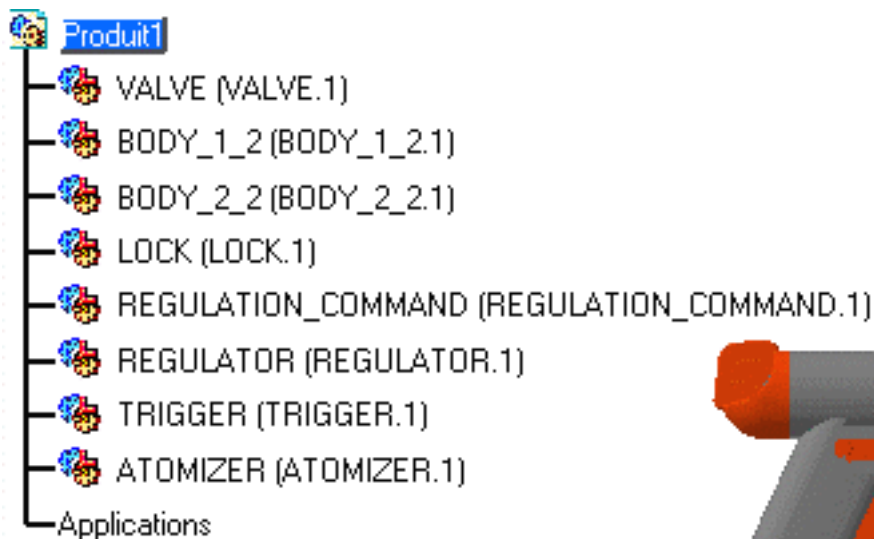 Produit1
VALVE (VALVE.1)
BODY_1_2 (BODY_1_2.1)
BODY_2_2 (BODY_2_2.1)
LOCK (LOCK.1)
REGULATION_COMMAND (REGULATION_COMMAND.1)
REGULATOR (REGULATOR.1)
TRIGGER (TRIGGER.1)
ATOMIZER (ATOMIZER.1)
Applications